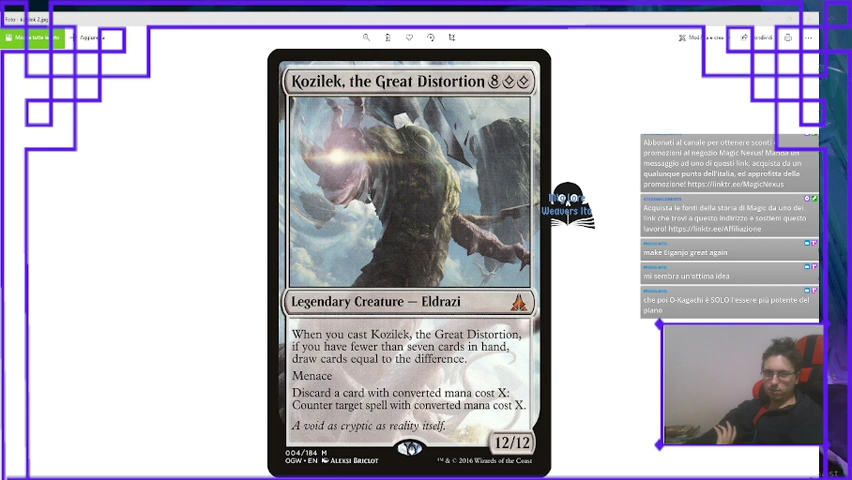 Foto - kozilek 2.jpg
Kozilek, the Great Distortion 8
Legendary Creature — Eldrazi
When you cast Kozilek, the Great Distortion,
if you have fewer than seven cards in hand,
draw cards equal to the difference.
Menace
Discard a card with converted mana cost X:
Counter target spell with converted mana cost X.
A void as cryptic as reality itself.
12/12
004/184 M
OGW • EN Aleksi Briclot
™ & © 2016 Wizards of the Coast
Weavers Ita
Abbonati al canale per ottenere sconti e
promozioni al negozio Magic Nexus! Manda un
messaggio ad uno di questi link, acquista da un
qualunque punto dell'italia, ed approfitta della
promozione! https://linktr.ee/MagicNexus
Acquista le fonti della storia di Magic da uno dei
link che trovi a questo indirizzo e sostieni questo
lavoro! https://linktr.ee/Affiliazione
make Eiganjo great again
mi sembra un'ottima idea
che poi O-Kagachi è SOLO l'essere più potente del
piano